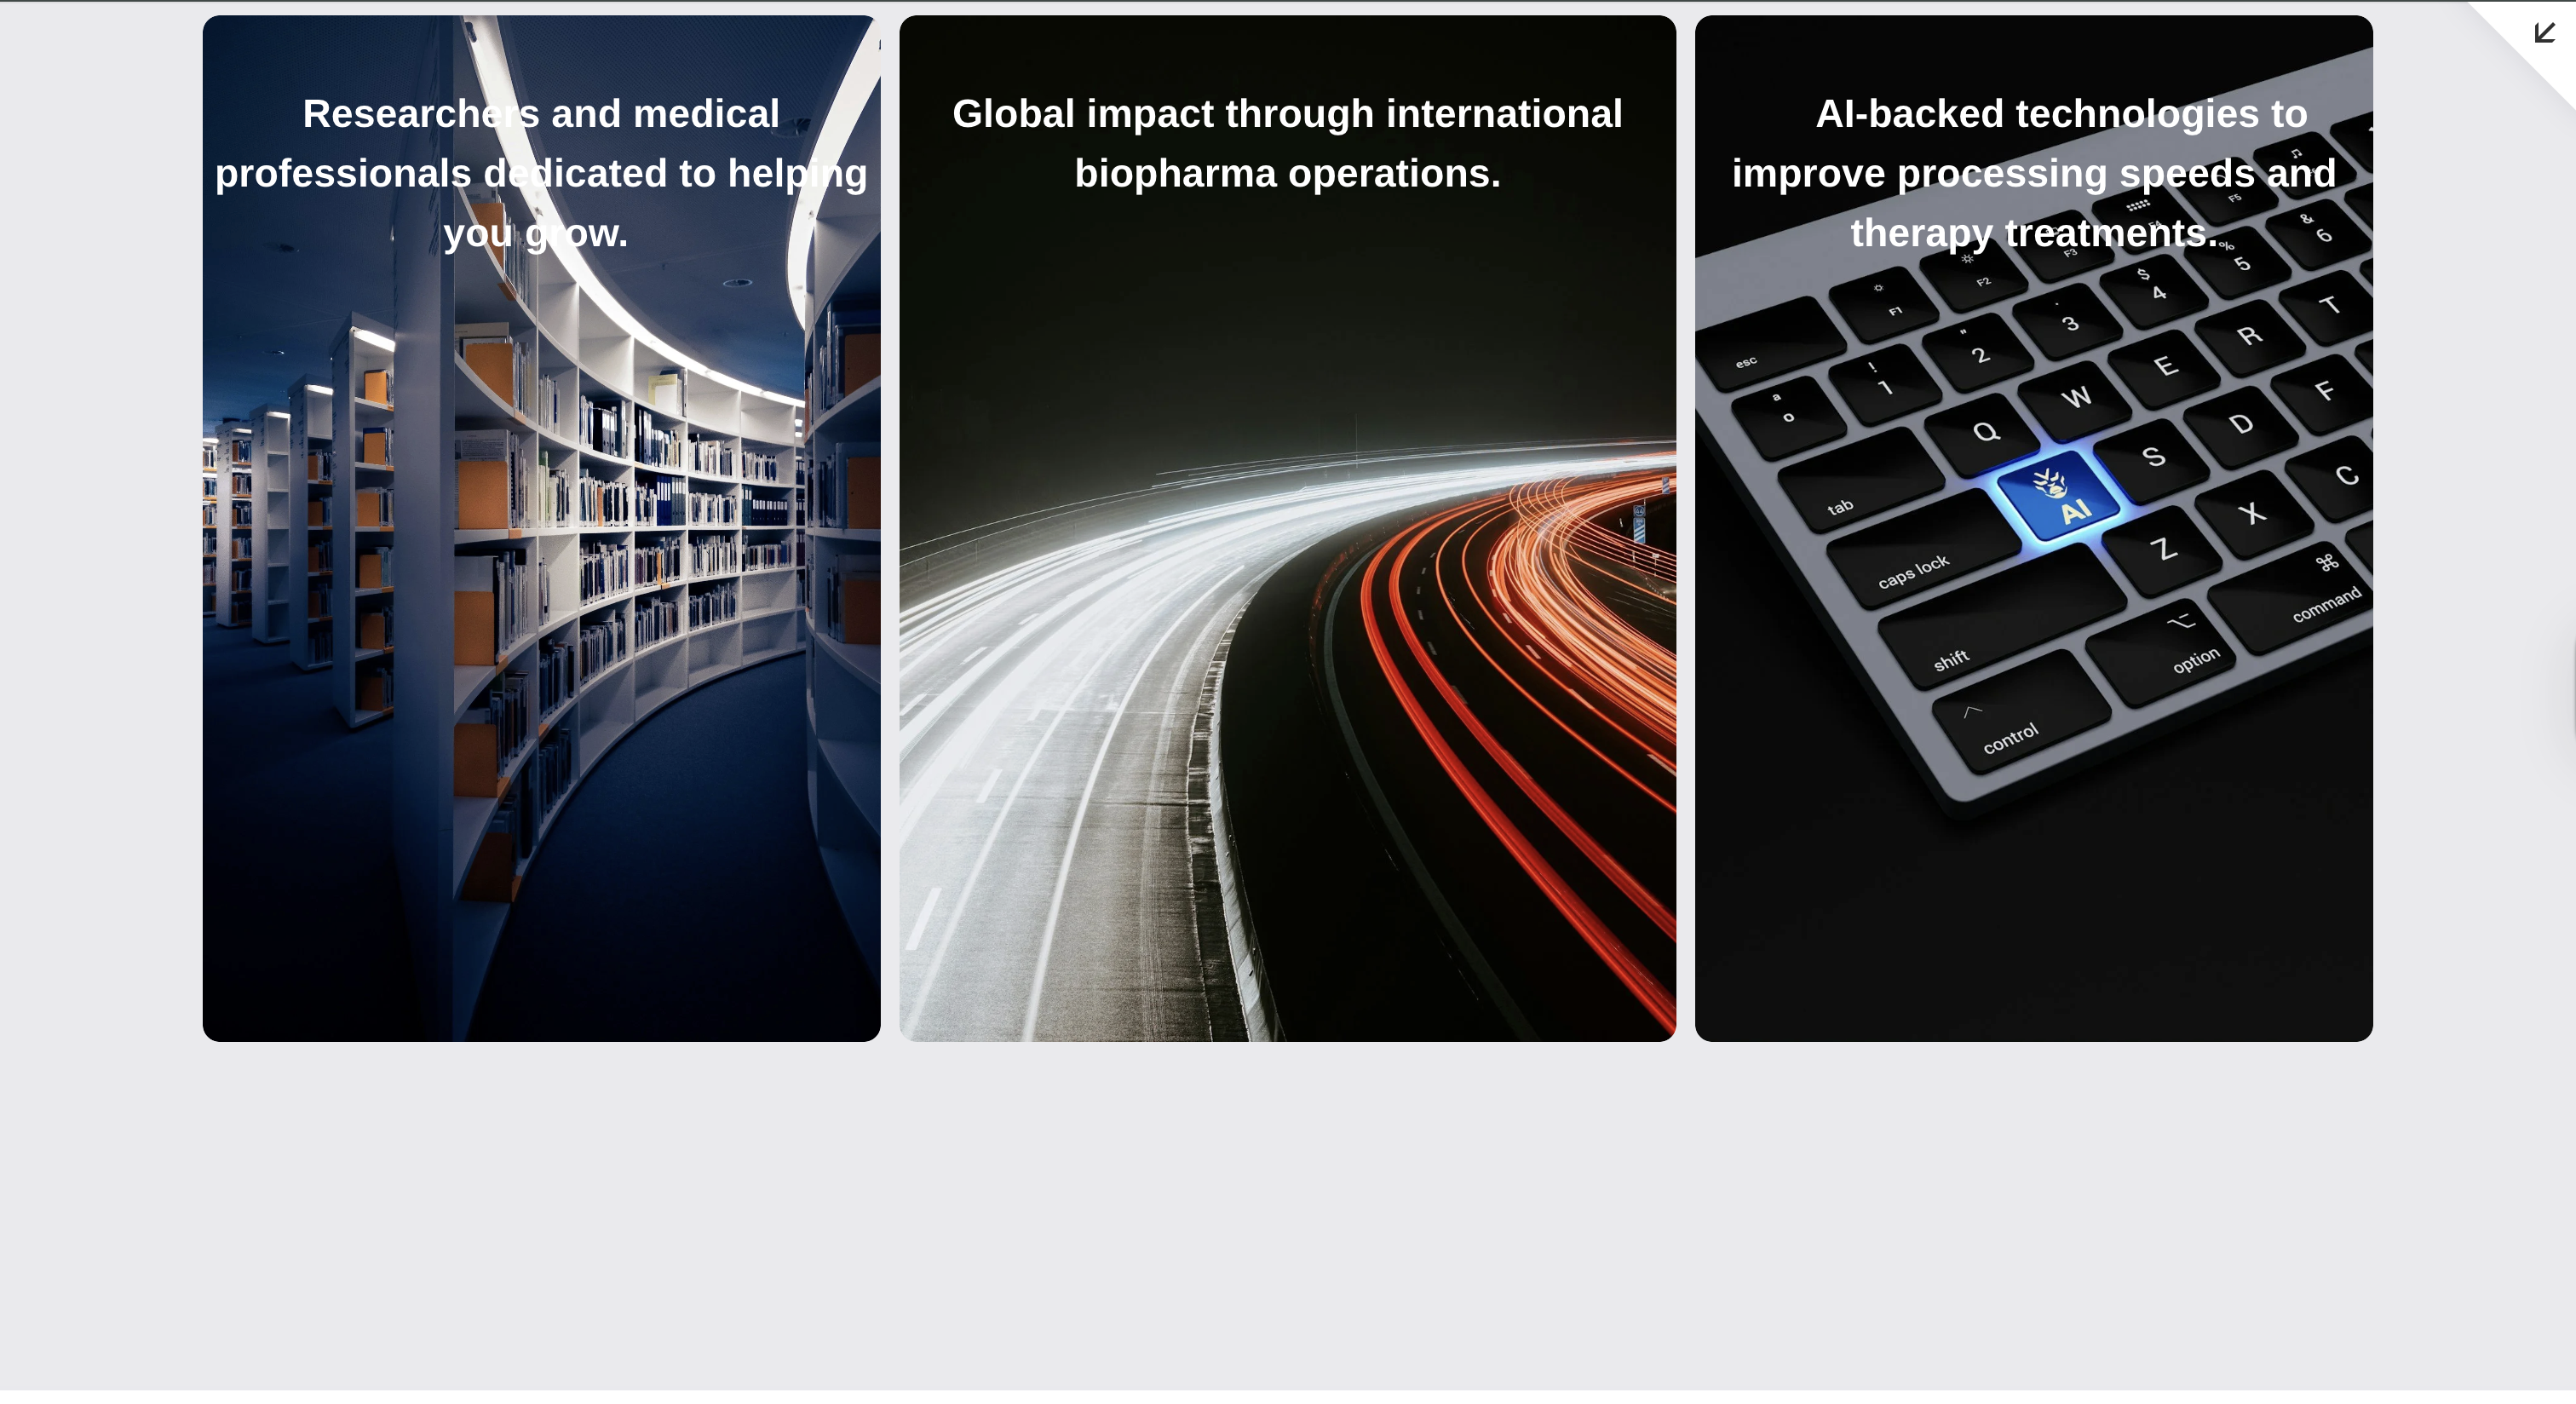 Researchers and medical
professionals dedicated to helping
you grow.
Global impact through international
biopharma operations.
AI-backed technologies to
improve processing speeds and
therapy treatments.
esc
F1
F2
F3
F5
a
o
!
1
"
2
3
$
4
%
5
&
6
tab
Q
W
E
R
T
caps lock
AI
S
D
F
shift
Z
X
C
control
option
⌘
command